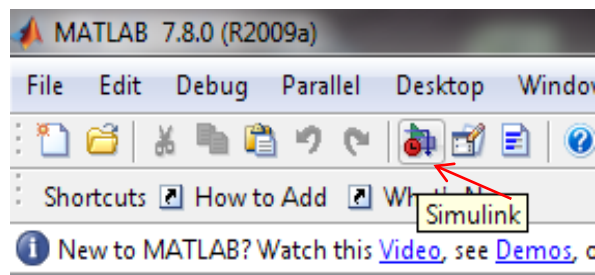 MATLAB 7.8.0 (R2009a)
File Edit Debug Parallel Desktop
Shortcuts How to Add
Simulink
New to MATLAB? Watch this Video, see Demos,